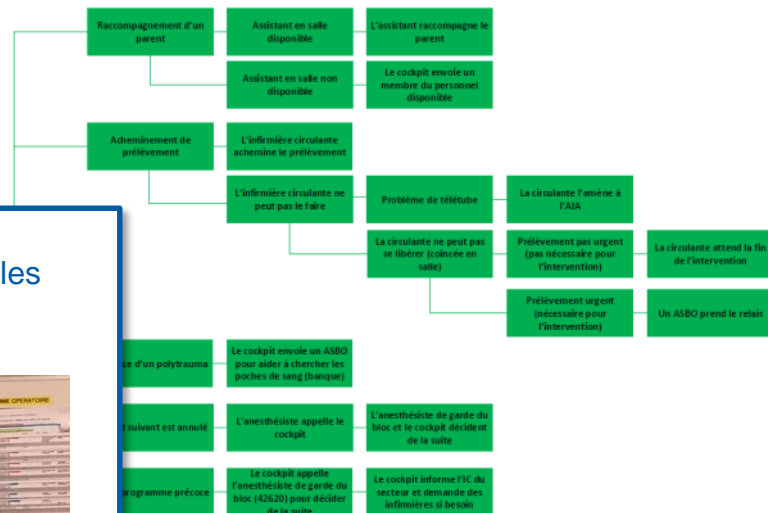 Raccompagnement d'un
parent
Assistant en salle
disponible
L'assistant raccompagne le
parent
Assistant en salle non
disponible
Le cockpit envoie un
membre du personnel
disponible
Acheminement de
prélèvement
L'infirmière circulante
achemine le prélèvement
L'infirmière circulante ne
peut pas le faire
Problème de télétube
La circulante l'amène à
l'AIA
La circulante ne peut pas
se libérer (coincée en
salle)
Prélèvement pas urgent
(pas nécessaire pour
l'intervention)
La circulante attend la fin
de l'intervention
Prélèvement urgent
(nécessaire pour
l'intervention)
Un ASBO prend le relais
les
OPERATOIRE
d'un polytrauma
Le cockpit envoie un ASBO
pour aider à chercher les
poches de sang (banque)
suivant est annulé
L'anesthésiste appelle le
cockpit
L'anesthésiste de garde du
bloc et le cockpit décident
de la suite
programme précoce
Le cockpit appelle
l'anesthésiste de garde du
bloc (42620) pour décider
de la suite
Le cockpit informe l'IC du
secteur et demande des
infirmières si besoin